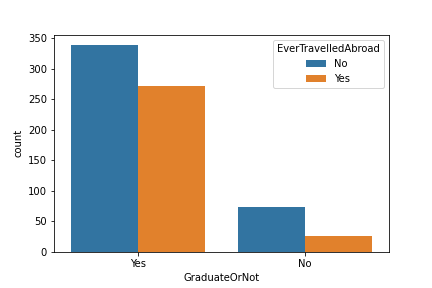 350
300
250
200
150
100
50
0
count
EverTravelledAbroad
No
Yes
Yes
No
GraduateOrNot